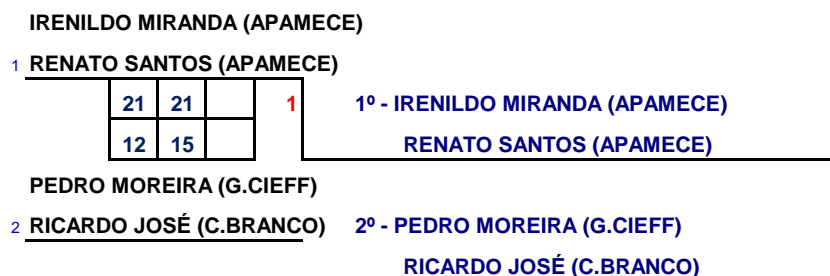 IRENILDO MIRANDA (APAMECE)
1 RENATO SANTOS (APAMECE)
21 21 1 1º - IRENILDO MIRANDA (APAMECE)
12 15 RENATO SANTOS (APAMECE)
PEDRO MOREIRA (G.CIEFF)
2 RICARDO JOSÉ (C.BRANCO) 2º - PEDRO MOREIRA (G.CIEFF)
RICARDO JOSÉ (C.BRANCO)